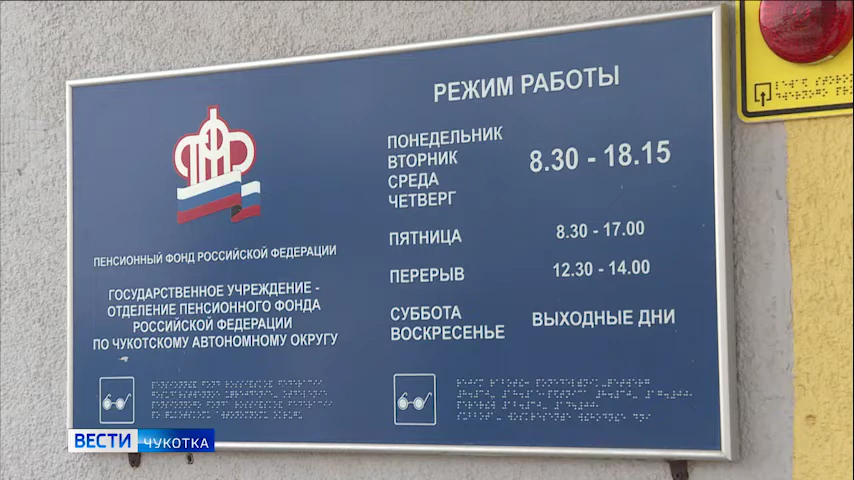 РЕЖИМ РАБОТЫ
ПОНЕДЕЛЬНИК
ВТОРНИК
СРЕДА
ЧЕТВЕРГ
8.30 - 18.15
ПЯТНИЦА
8.30 - 17.00
ПЕРЕРЫВ
12.30 - 14.00
СУББОТА
ВОСКРЕСЕНЬЕ
ВЫХОДНЫЕ ДНИ
ПЕНСИОННЫЙ ФОНД РОССИЙСКОЙ ФЕДЕРАЦИИ
ГОСУДАРСТВЕННОЕ УЧРЕЖДЕНИЕ -
ОТДЕЛЕНИЕ ПЕНСИОННОГО ФОНДА
РОССИЙСКОЙ ФЕДЕРАЦИИ
ПО ЧУКОТСКОМУ АВТОНОМНОМУ ОКРУГУ
ВЕСТИ
ЧУКОТКА